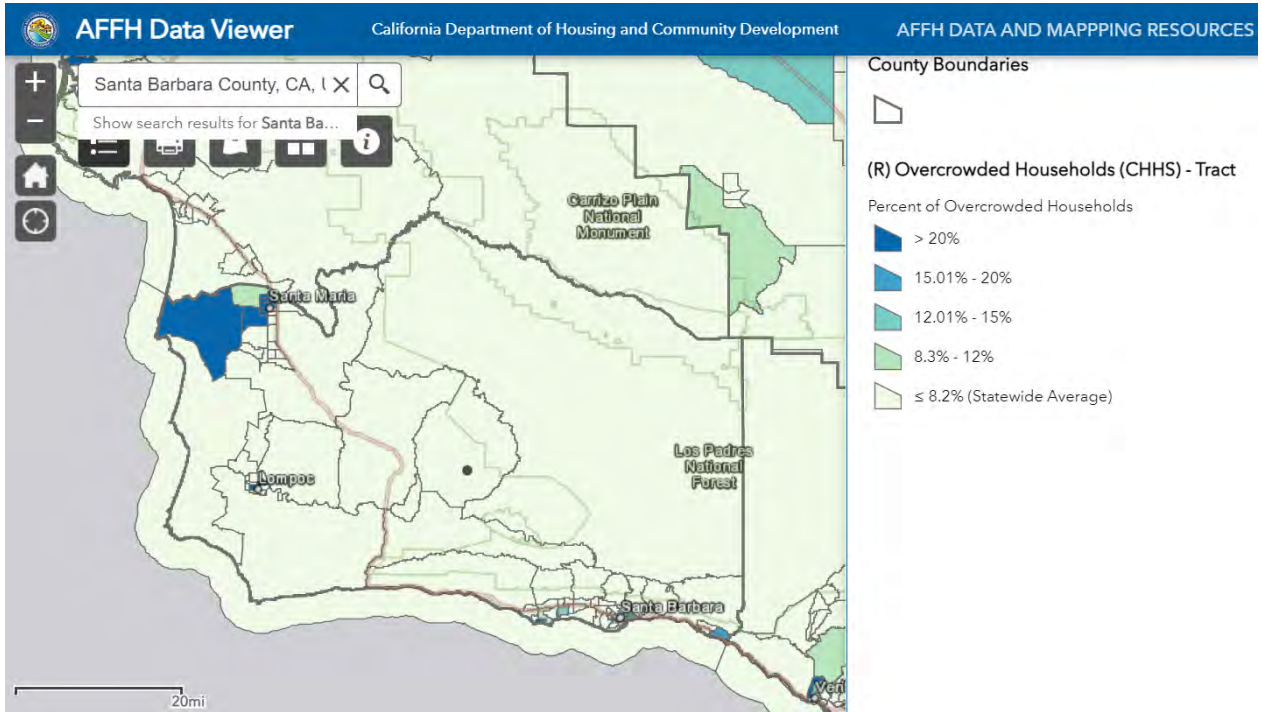 AFFH Data Viewer
California Department of Housing and Community Development
AFFH DATA AND MAPPPING RESOURCES
+
Santa Barbara County, CA, U
Show search results for Santa Ba…
−
i
County Boundaries
(R) Overcrowded Households (CHHS) - Tract
Percent of Overcrowded Households
> 20%
15.01% - 20%
12.01% - 15%
8.3% - 12%
≤ 8.2% (Statewide Average)
Carrizo Plain
National
Monument
Santa Maria
Los Padres
National
Forest
Lompoc
Santa Barbara
Vent
20mi